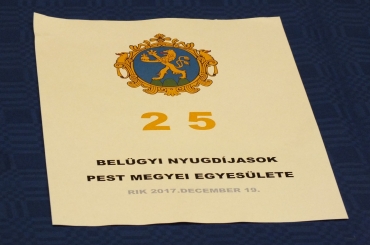 25
BELÜGYI NYUGDÍJASOK
PEST MEGYEI EGYESÜLETE
RIK 2017.DECEMBER 19.